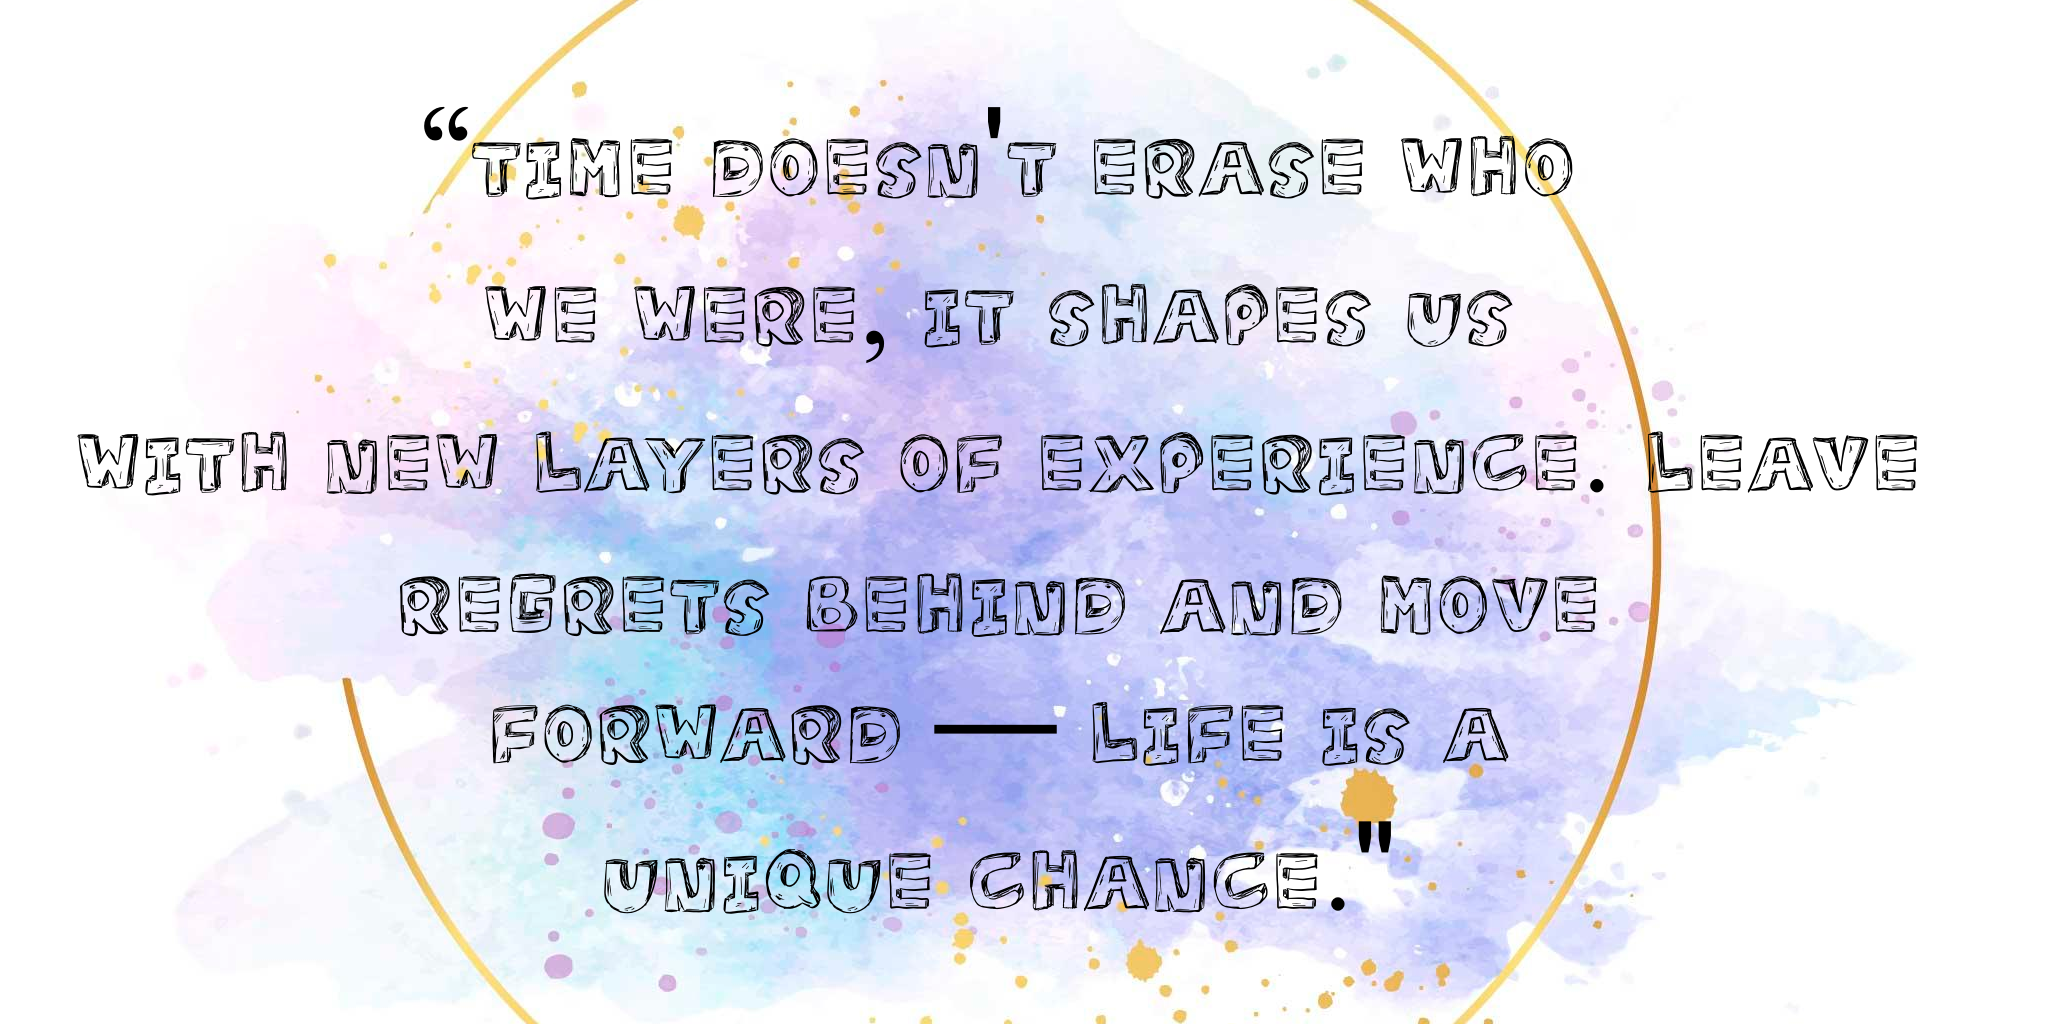 “TIME DOESN'T ERASE WHO
WE WERE, IT SHAPES US
WITH NEW LAYERS OF EXPERIENCE. LEAVE
REGRETS BEHIND AND MOVE
FORWARD — LIFE IS A
UNIQUE CHANCE."